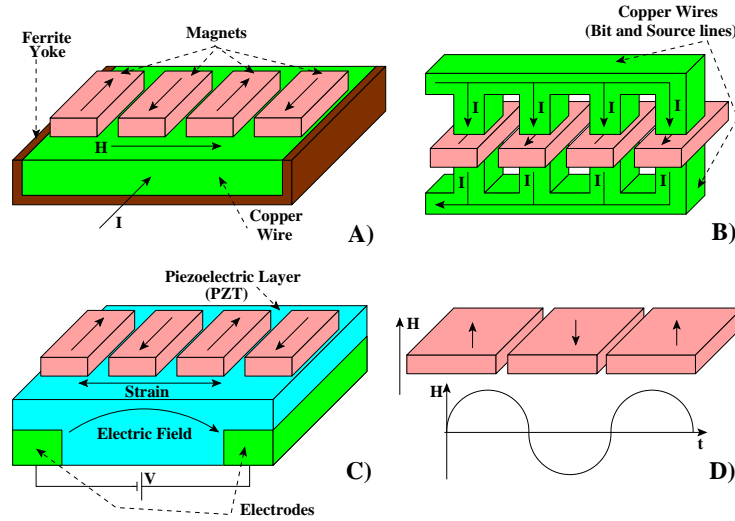 Ferrite
Yoke
Magnets
H
I
Copper
Wire
A)
Copper Wires
(Bit and Source lines)
I
I
I
I
I
I
I
I
B)
Piezoelectric Layer
(PZT)
Strain
Electric Field
V
Electrodes
C)
H
H
t
D)